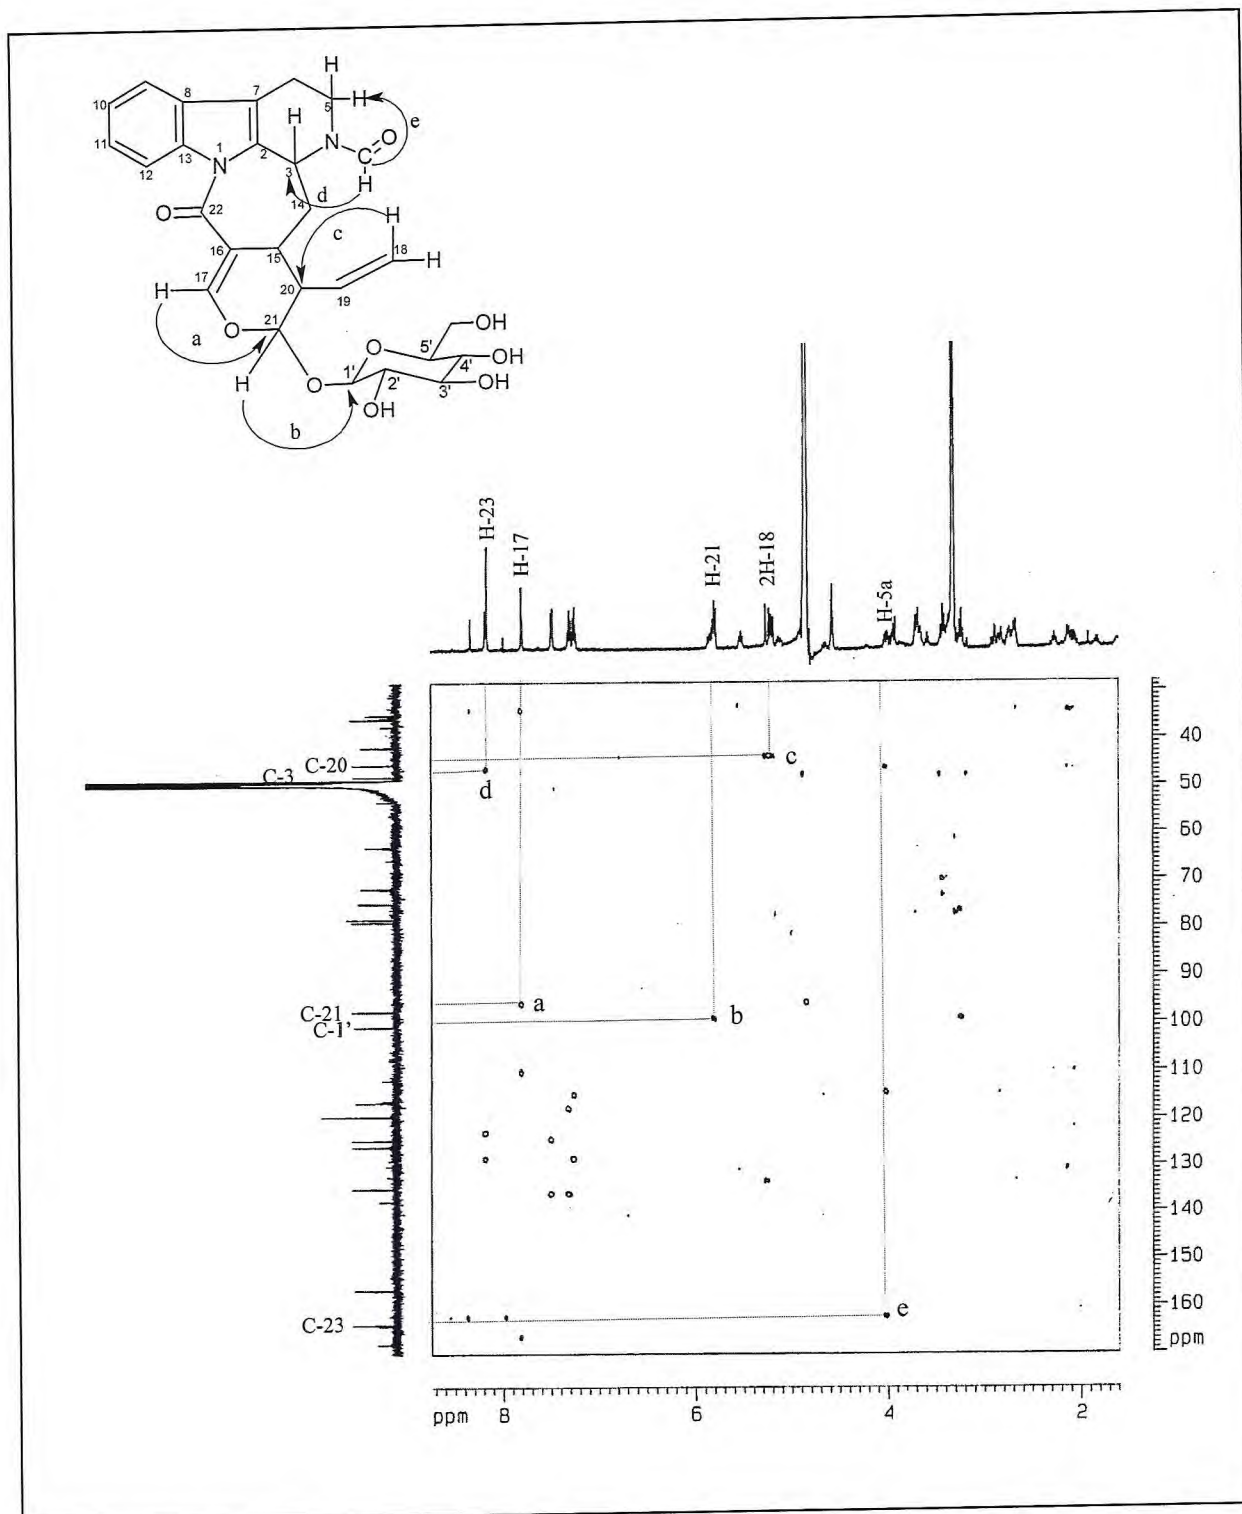 H
10
8
7
5
H
e
H
11
1
N
2
N
O
12
13
3
C
d
H
O
22
14
H
c
16
15
18
H
H
17
20
19
O
21
OH
a
5'
O
4'
OH
H
O
1'
2'
3'
OH
OH
b
H-23
H-17
H-21
2H-18
H-5a
C-20
C-3
C-21
C-1'
C-23
c
d
a
b
e
40
50
60
70
80
90
100
110
120
130
140
150
160
ppm
ppm 8 6 4 2